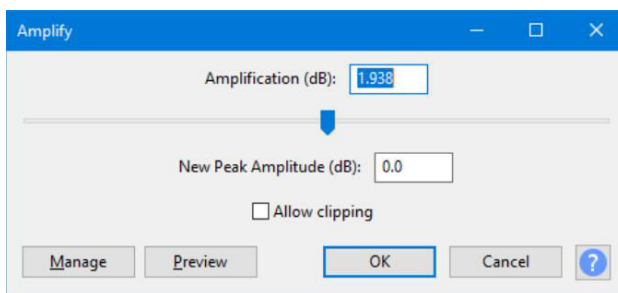 Amplify
Amplification (dB): 1.938
New Peak Amplitude (dB): 0.0
Allow clipping
Manage Preview OK Cancel ?